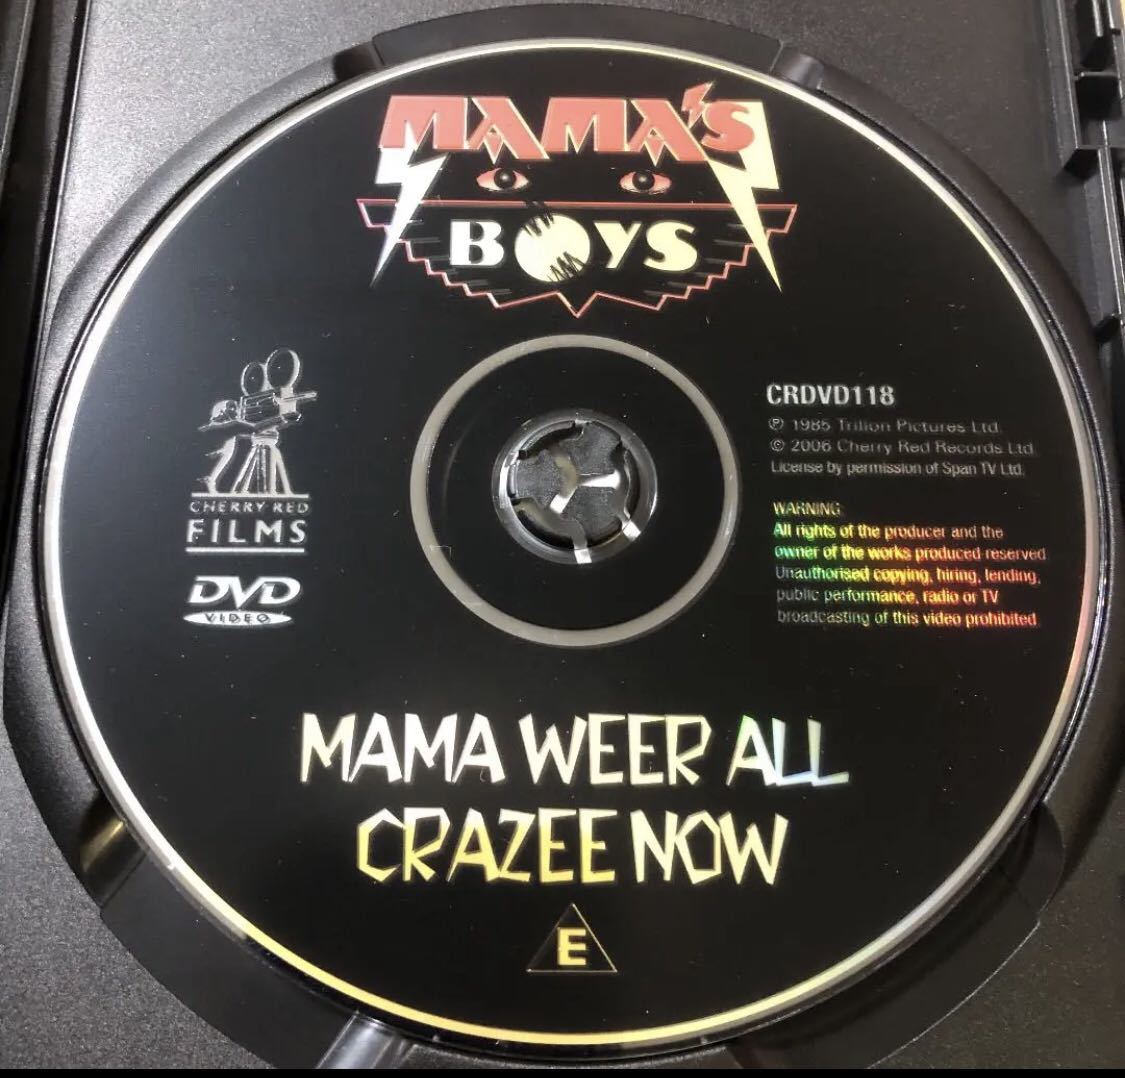 MAMA'S
BOYS
CHERRY RED
FILMS
DVD
VIDEO
CRDVD118
℗ 1985 Trillion Pictures Ltd.
© 2006 Cherry Red Records Ltd.
License by permission of Span TV Ltd.
WARNING:
All rights of the producer and the
owner of the works produced reserved
Unauthorised copying, hiring, lending,
public performance, radio or TV
broadcasting of this video prohibited
MAMA WEER ALL
CRAZEE NOW
E